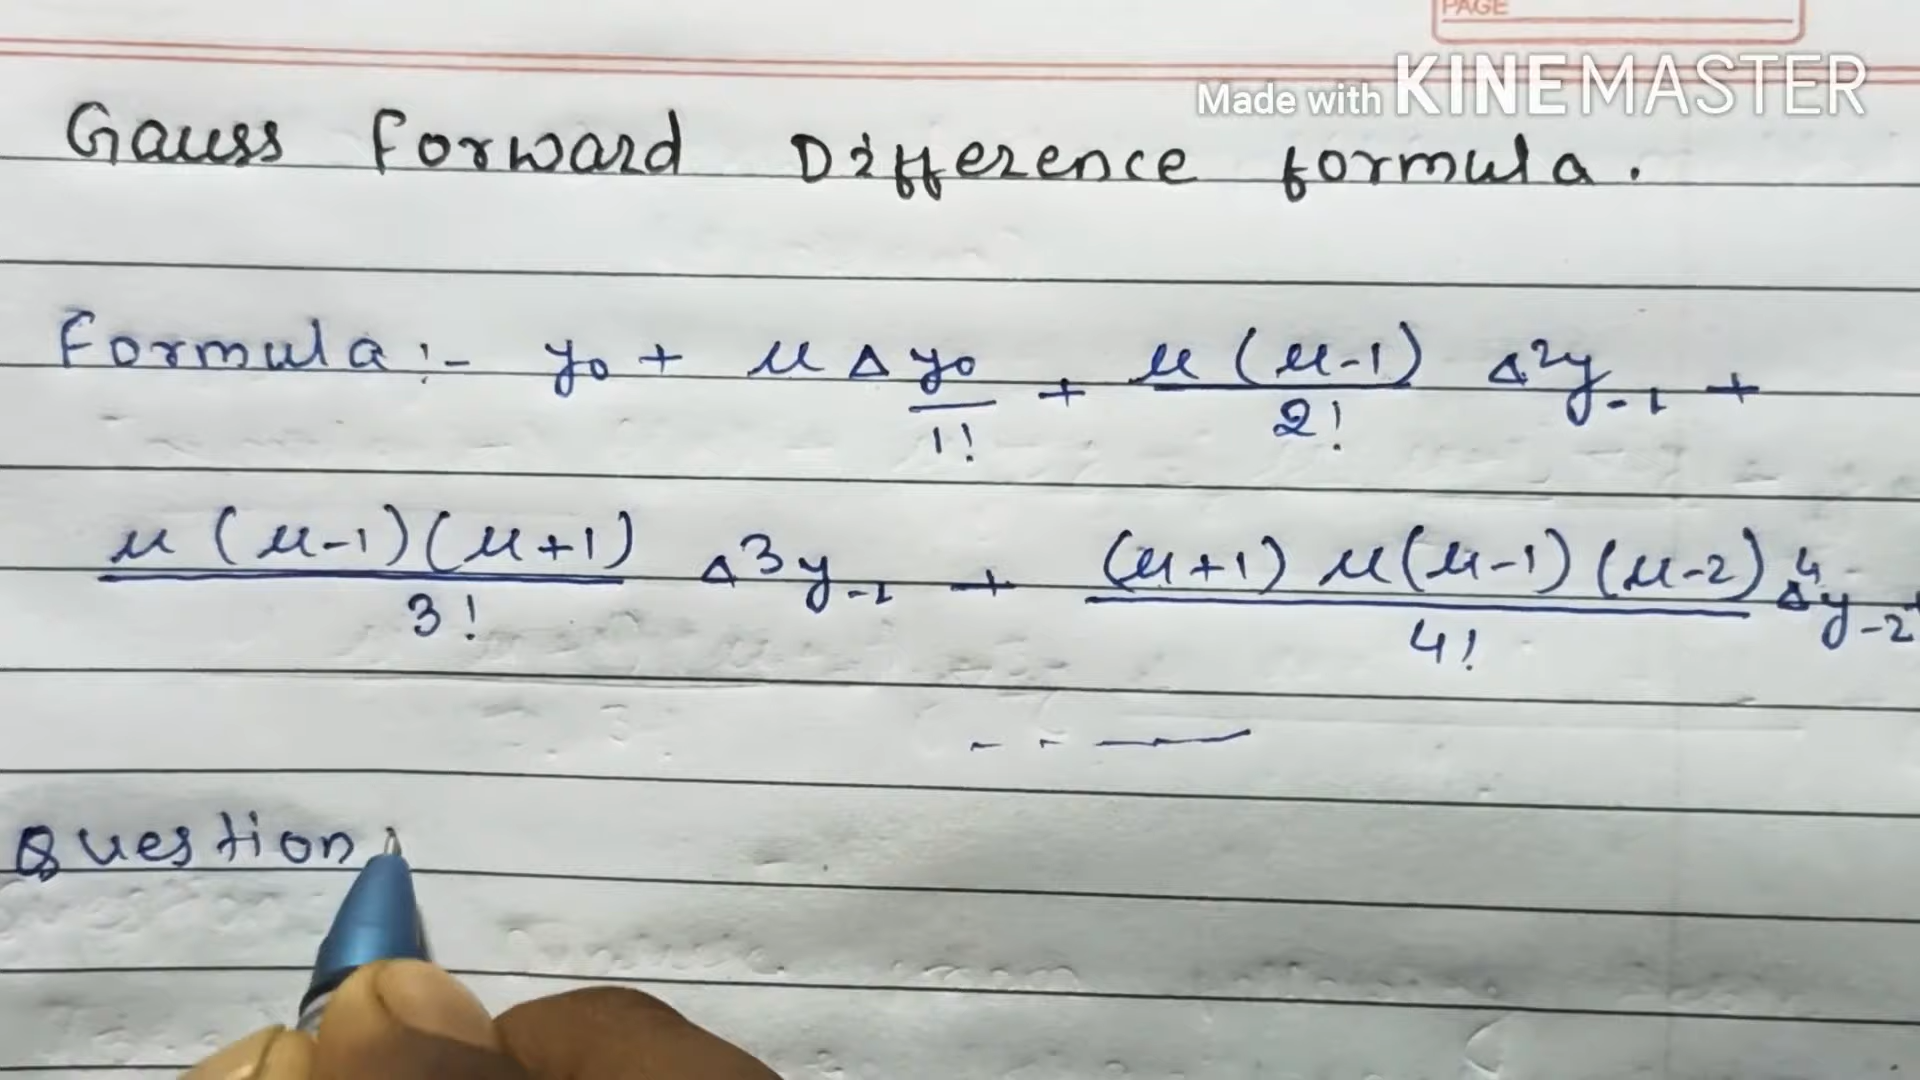 PAGE
Made with KINEMASTER
Gauss Forward Difference formula.
Formula:- y₀ + u Δ y₀/1! + u(u-1)/2! Δ²y₋₁ +
u(u-1)(u+1)/3! Δ³y₋₁ + (u+1)u(u-1)(u-2)/4! Δ⁴y₋₂ +
- - —
Question